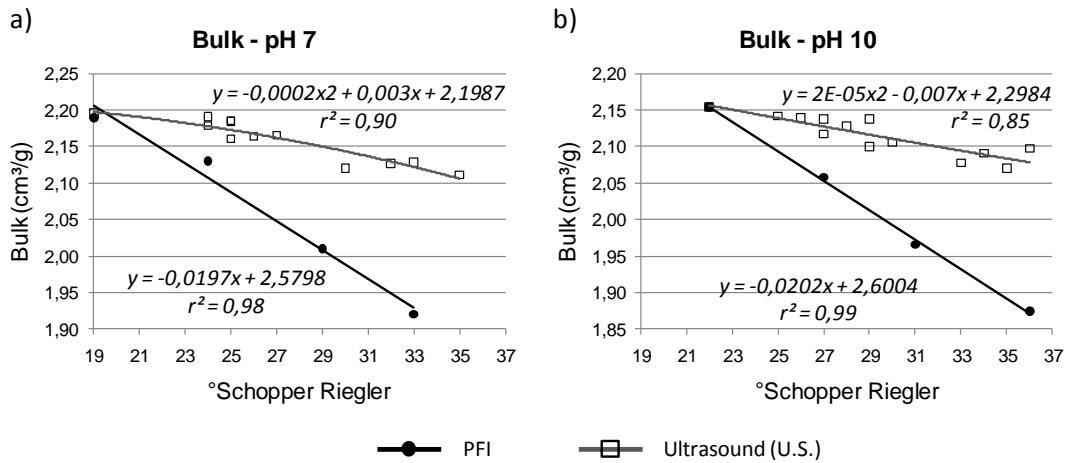 a)
Bulk - pH 7
Bulk (cm³/g)
2,25
2,20
2,15
2,10
2,05
2,00
1,95
1,90
y = -0,0002x2 + 0,003x + 2,1987
r² = 0,90
y = -0,0197x + 2,5798
r² = 0,98
19 21 23 25 27 29 31 33 35 37
°Schopper Riegler
b)
Bulk - pH 10
Bulk (cm³/g)
2,20
2,15
2,10
2,05
2,00
1,95
1,90
1,85
y = 2E-05x2 - 0,007x + 2,2984
r² = 0,85
y = -0,0202x + 2,6004
r² = 0,99
19 21 23 25 27 29 31 33 35 37
°Schopper Riegler
PFI
Ultrasound (U.S.)